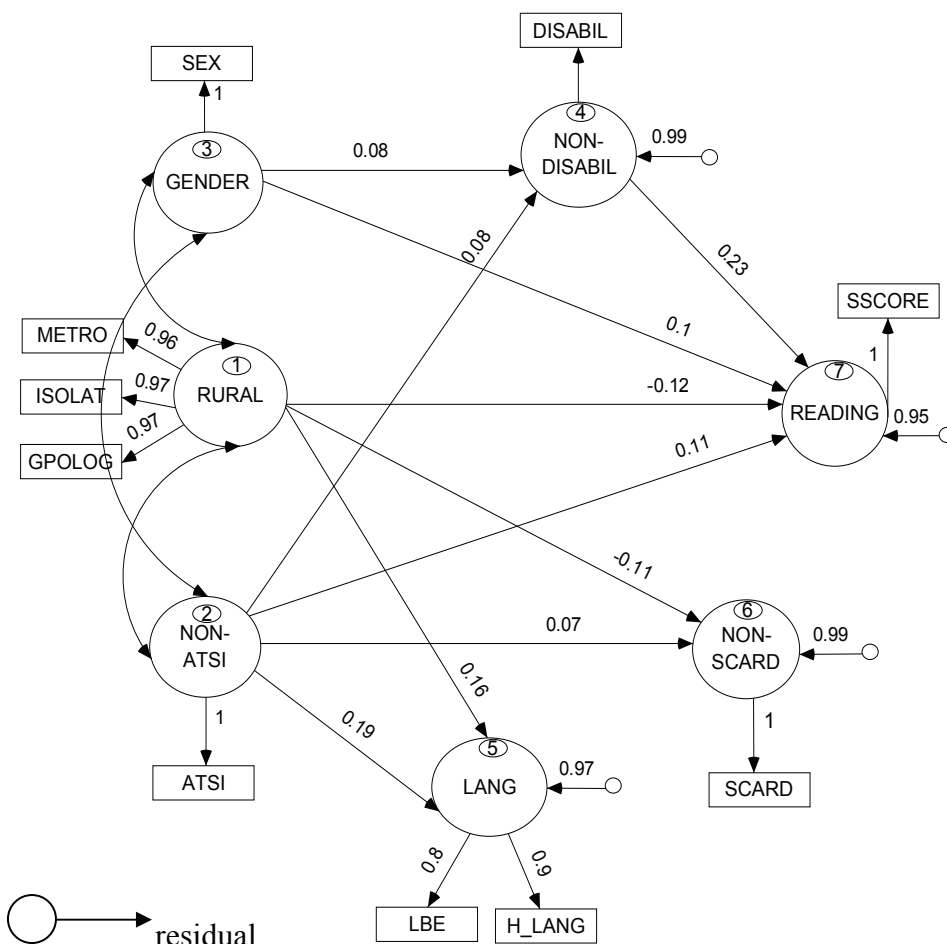 DISABIL
SEX
1
4
NON-
DISABIL
0.99
3
GENDER
0.08
0.08
0.23
SSCORE
1
METRO
0.96
0.1
1
RURAL
7
READING
ISOLAT
0.97
-0.12
0.95
GPOLOG
0.97
0.11
-0.11
2
NON-
ATSI
0.07
6
NON-
SCARD
0.99
0.16
0.19
1
1
5
LANG
0.97
ATSI
SCARD
0.8
0.9
LBE
H_LANG
residual